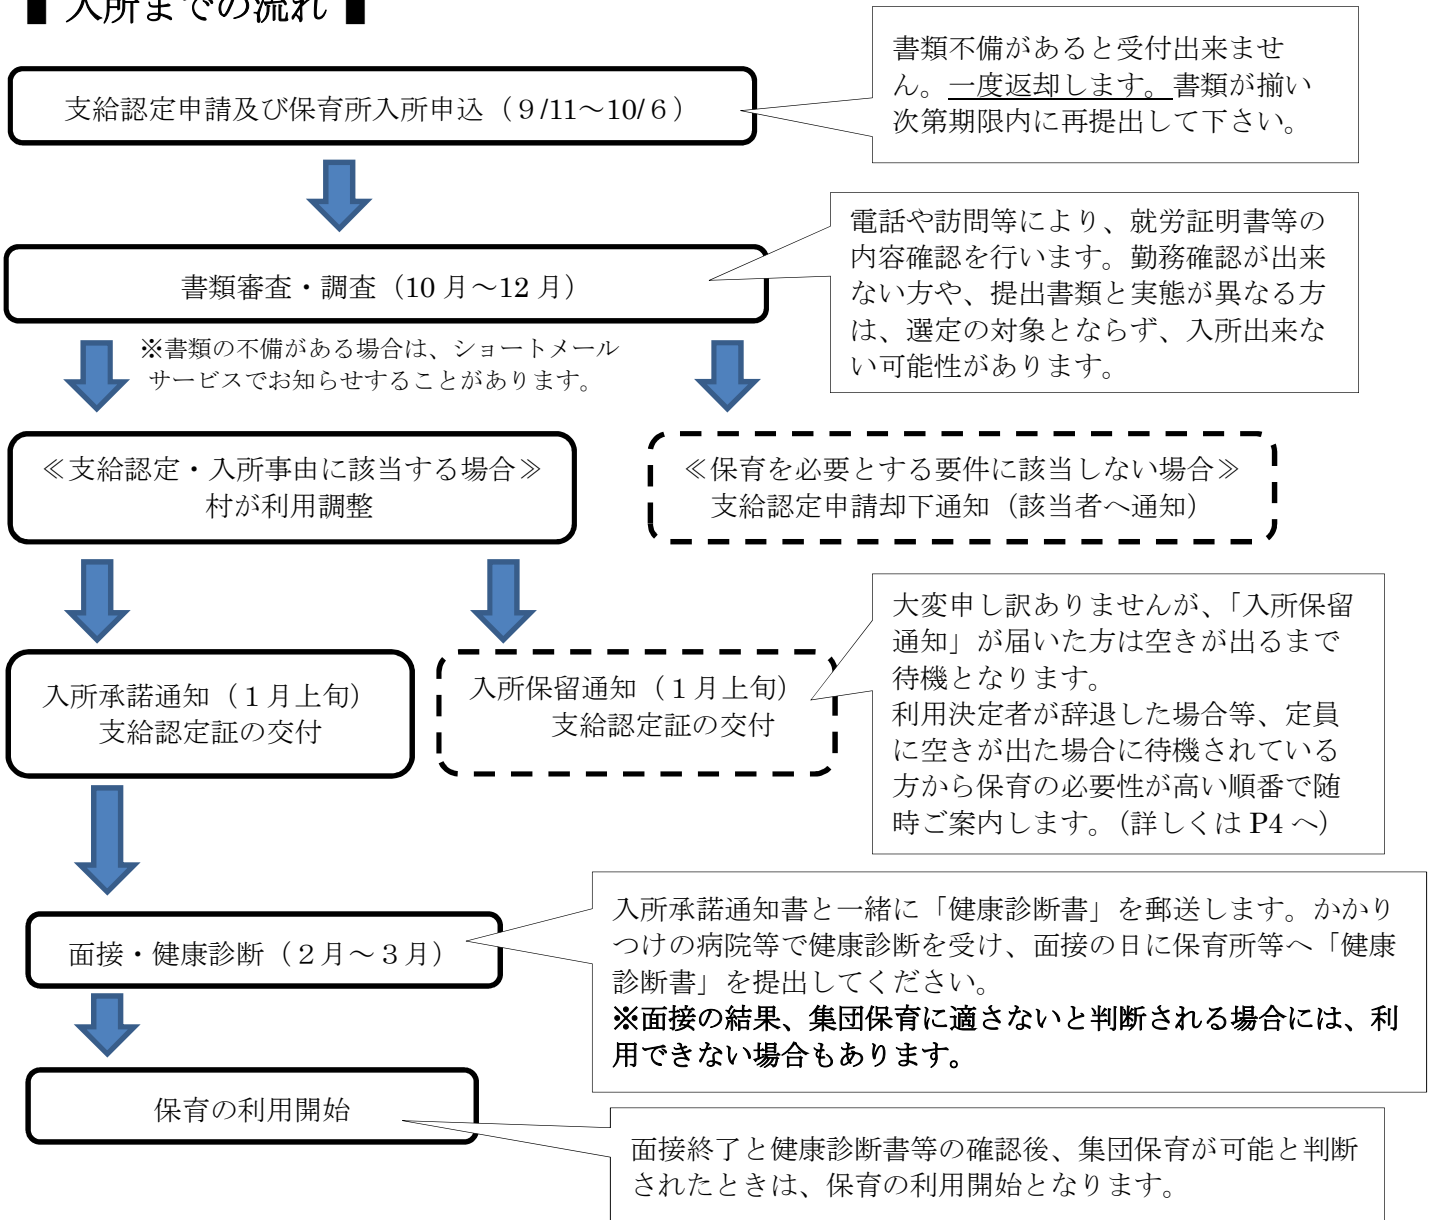 ▮ 入所までの流れ ▮
書類不備があると受付出来ませ
ん。一度返却します。書類が揃い
次第期限内に再提出して下さい。
支給認定申請及び保育所入所申込（９/11～10/６）
電話や訪問等により、就労証明書等の
内容確認を行います。勤務確認が出来
ない方や、提出書類と実態が異なる方
は、選定の対象とならず、入所出来な
い可能性があります。
書類審査・調査（10 月～12 月）
※書類の不備がある場合は、ショートメール
サービスでお知らせすることがあります。
≪支給認定・入所事由に該当する場合≫
村が利用調整
≪保育を必要とする要件に該当しない場合≫
支給認定申請却下通知（該当者へ通知）
大変申し訳ありませんが、「入所保留
通知」が届いた方は空きが出るまで
待機となります。
利用決定者が辞退した場合等、定員
に空きが出た場合に待機されている
方から保育の必要性が高い順番で随
時ご案内します。（詳しくは P4 へ）
入所承諾通知（１月上旬）
支給認定証の交付
入所保留通知（１月上旬）
支給認定証の交付
入所承諾通知書と一緒に「健康診断書」を郵送します。かかり
つけの病院等で健康診断を受け、面接の日に保育所等へ「健康
診断書」を提出してください。
※面接の結果、集団保育に適さないと判断される場合には、利
用できない場合もあります。
面接・健康診断（２月～３月）
保育の利用開始
面接終了と健康診断書等の確認後、集団保育が可能と判断
されたときは、保育の利用開始となります。